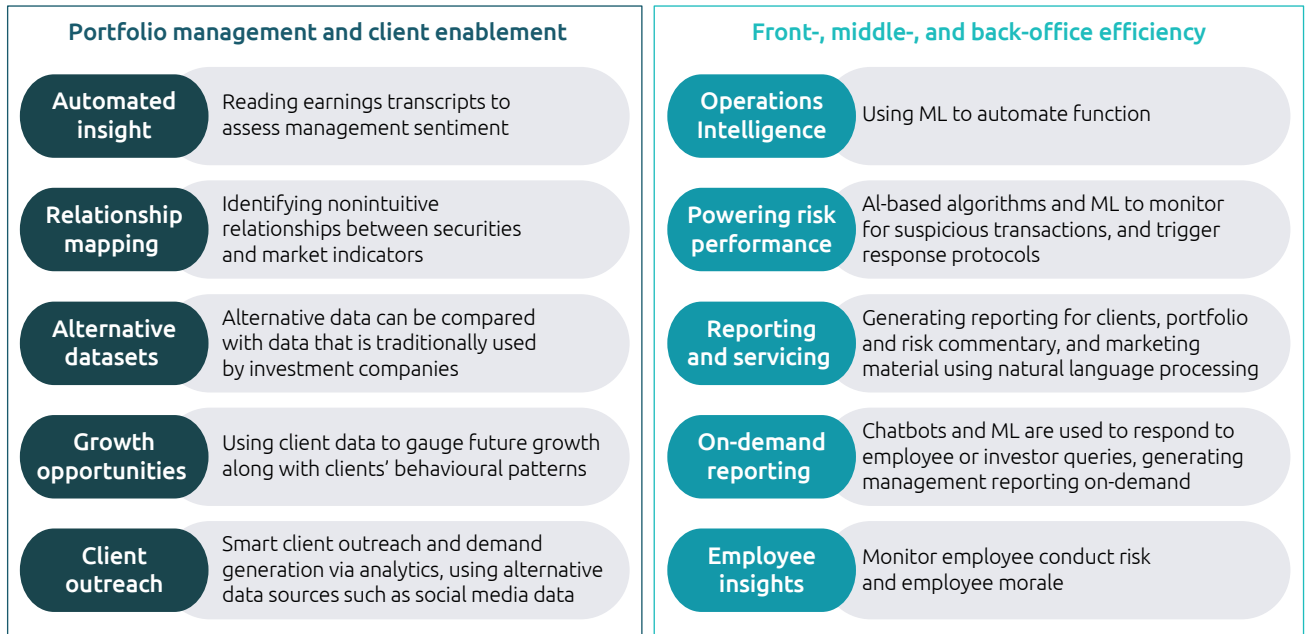 Portfolio management and client enablement
Automated
insight
Reading earnings transcripts to
assess management sentiment
Relationship
mapping
Identifying nonintuitive
relationships between securities
and market indicators
Alternative
datasets
Alternative data can be compared
with data that is traditionally used
by investment companies
Growth
opportunities
Using client data to gauge future growth
along with clients’ behavioural patterns
Client
outreach
Smart client outreach and demand
generation via analytics, using alternative
data sources such as social media data
Front-, middle-, and back-office efficiency
Operations
Intelligence
Using ML to automate function
Powering risk
performance
AI-based algorithms and ML to monitor
for suspicious transactions, and trigger
response protocols
Reporting
and servicing
Generating reporting for clients, portfolio
and risk commentary, and marketing
material using natural language processing
On-demand
reporting
Chatbots and ML are used to respond to
employee or investor queries, generating
management reporting on-demand
Employee
insights
Monitor employee conduct risk
and employee morale